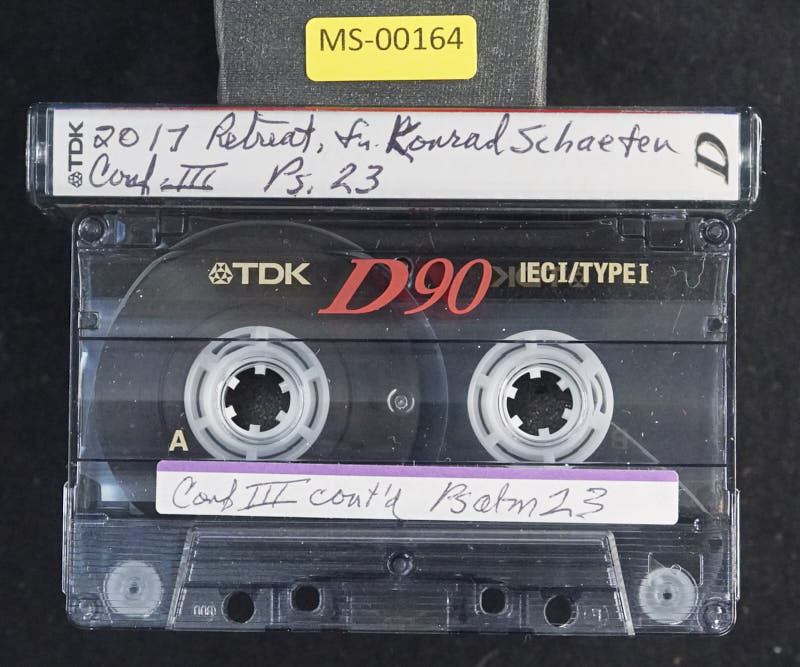 MS-00164
TDK 2017 Retreat, Fr. Konrad Schaefer D
Conf. III Ps. 23
TDK D90 IECI/TYPE I
A B
Conf III cont'd Psalm 23